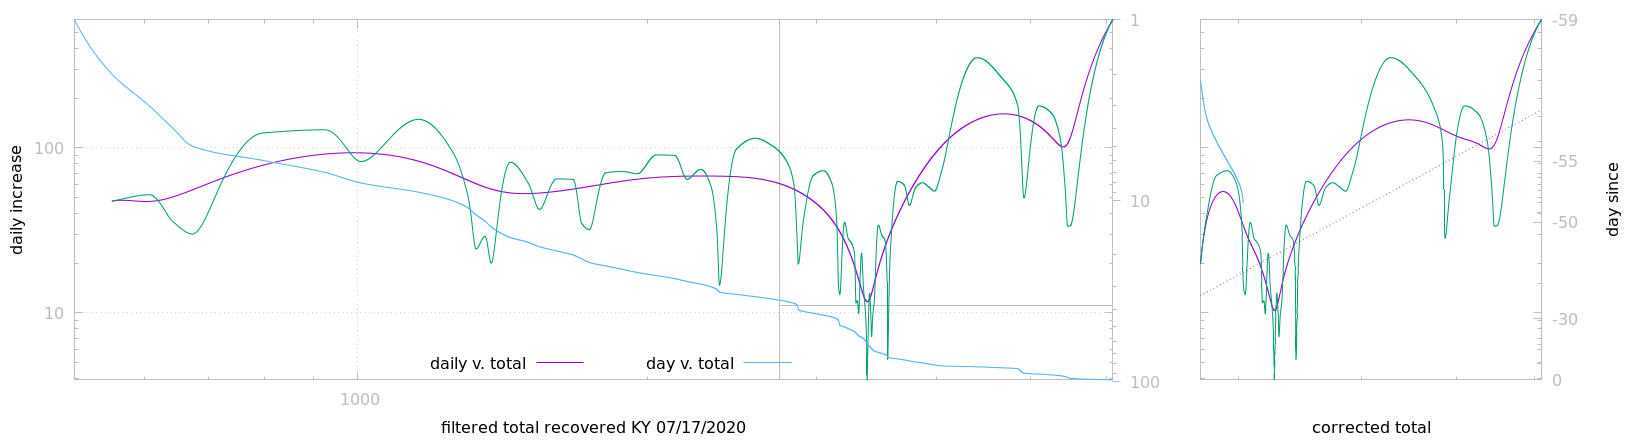 daily increase
100
10
1000
daily v. total
day v. total
1
10
100
filtered total recovered KY 07/17/2020
-59
-55
-50
-30
0
day since
corrected total